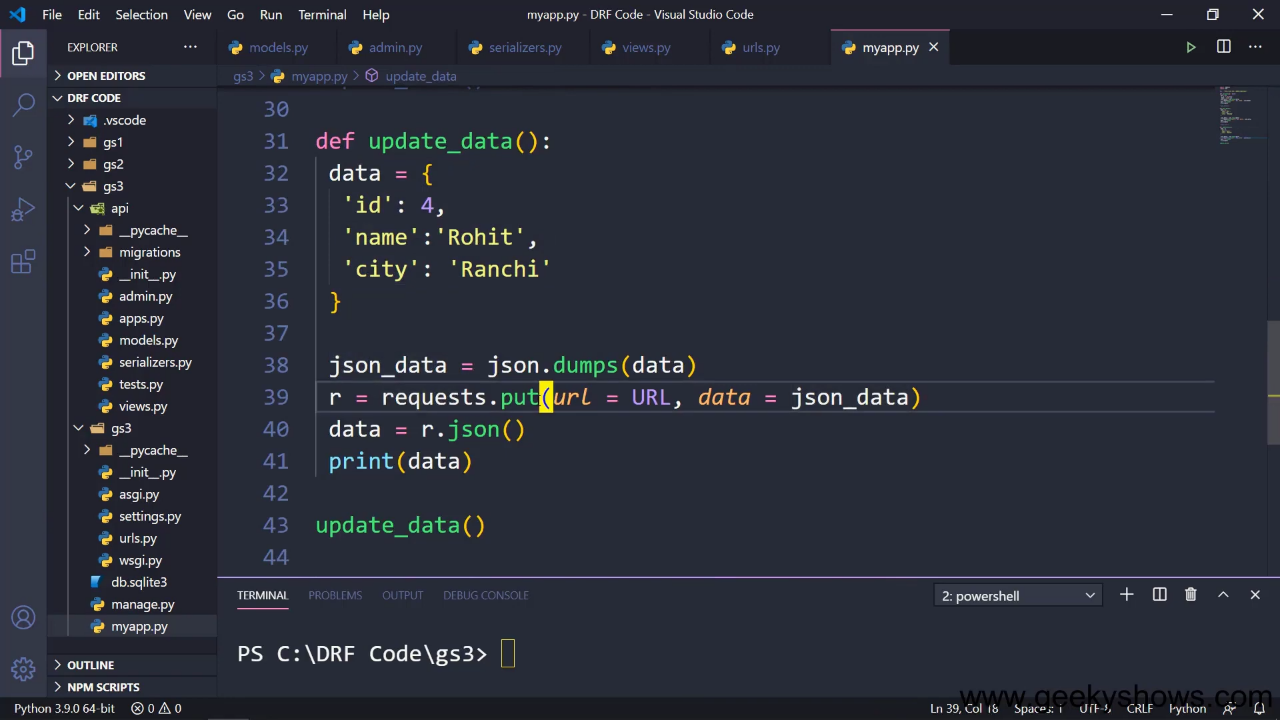 File Edit Selection View Go Run Terminal Help myapp.py - DRF Code - Visual Studio Code
EXPLORER
models.py admin.py serializers.py views.py urls.py myapp.py
OPEN EDITORS
gs3 > myapp.py > update_data
DRF CODE
.vscode
gs1
gs2
gs3
api
__pycache__
migrations
__init__.py
admin.py
apps.py
models.py
serializers.py
tests.py
views.py
gs3
__pycache__
__init__.py
asgi.py
settings.py
urls.py
wsgi.py
db.sqlite3
manage.py
myapp.py
OUTLINE
NPM SCRIPTS
30
31 def update_data():
32 data = {
33 'id': 4,
34 'name':'Rohit',
35 'city': 'Ranchi'
36 }
37
38 json_data = json.dumps(data)
39 r = requests.put(url = URL, data = json_data)
40 data = r.json()
41 print(data)
42
43 update_data()
44
TERMINAL PROBLEMS OUTPUT DEBUG CONSOLE 2: powershell
PS C:\DRF Code\gs3>
www.geekyshows.com
Python 3.9.0 64-bit 0 0 Ln 39, Col 18 Spaces: 1 UTF-8 CRLF Python